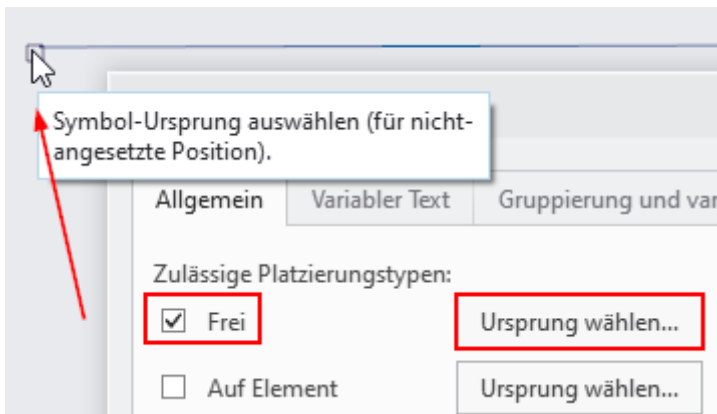 Symbol-Ursprung auswählen (für nicht-
angesetzte Position).
Allgemein Variabler Text Gruppierung und var
Zulässige Platzierungstypen:
Frei Ursprung wählen...
Auf Element Ursprung wählen...